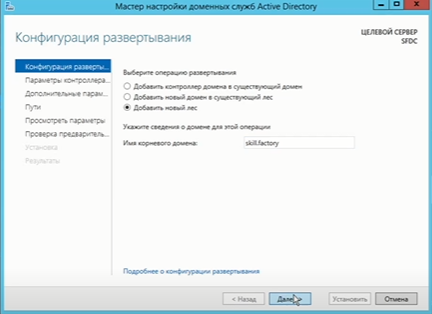 Мастер настройки доменных служб Active Directory
Конфигурация развертывания
ЦЕЛЕВОЙ СЕРВЕР
SFDC
Конфигурация разверты...
Параметры контроллера...
Дополнительные парам...
Пути
Просмотреть параметры
Проверка предваритель...
Установка
Результаты
Выберите операцию развертывания
Добавить контроллер домена в существующий домен
Добавить новый домен в существующий лес
Добавить новый лес
Укажите сведения о домене для этой операции
Имя корневого домена:
skill.factory
Подробнее о конфигурации развертывания
< Назад
Далее >
Установить
Отмена